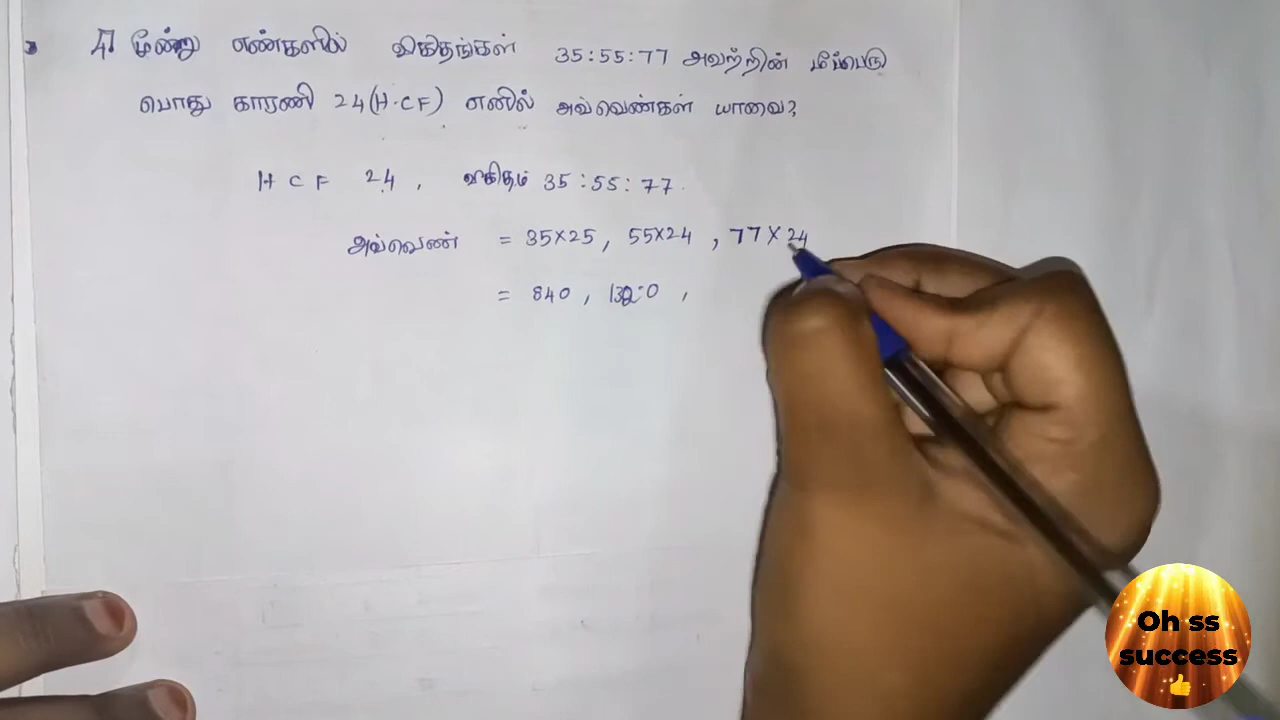 4) மூன்று எண்களில் விகிதங்கள் 35:55:77 அவற்றின் மீப்பெரு
பொது காரணி 24(H.CF) எனில் அவ்வெண்கள் யாவை?
HCF 24, விகிதம் 35:55:77.
அவ்வெண் = 35×25, 55×24, 77×24
= 840, 1320,
Oh ss
success